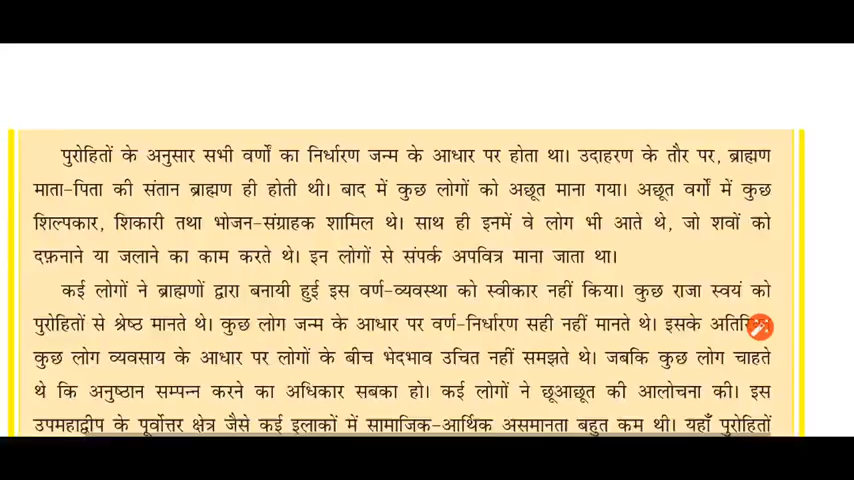 पुरोहितों के अनुसार सभी वर्णों का निर्धारण जन्म के आधार पर होता था। उदाहरण के तौर पर, ब्राह्मण
माता-पिता की संतान ब्राह्मण ही होती थी। बाद में कुछ लोगों को अछूत माना गया। अछूत वर्गों में कुछ
शिल्पकार, शिकारी तथा भोजन-संग्राहक शामिल थे। साथ ही इनमें वे लोग भी आते थे, जो शवों को
दफ़नाने या जलाने का काम करते थे। इन लोगों से संपर्क अपवित्र माना जाता था।
कई लोगों ने ब्राह्मणों द्वारा बनायी हुई इस वर्ण-व्यवस्था को स्वीकार नहीं किया। कुछ राजा स्वयं को
पुरोहितों से श्रेष्ठ मानते थे। कुछ लोग जन्म के आधार पर वर्ण-निर्धारण सही नहीं मानते थे। इसके
कुछ लोग व्यवसाय के आधार पर लोगों के बीच भेदभाव उचित नहीं समझते थे। जबकि कुछ लोग चाहते
थे कि अनुष्ठान सम्पन्न करने का अधिकार सबका हो। कई लोगों ने छूआछूत की आलोचना की। इस
उपमहाद्वीप के पूर्वोत्तर क्षेत्र जैसे कई इलाकों में सामाजिक-आर्थिक असमानता बहुत कम थी। यहाँ पुरोहितों